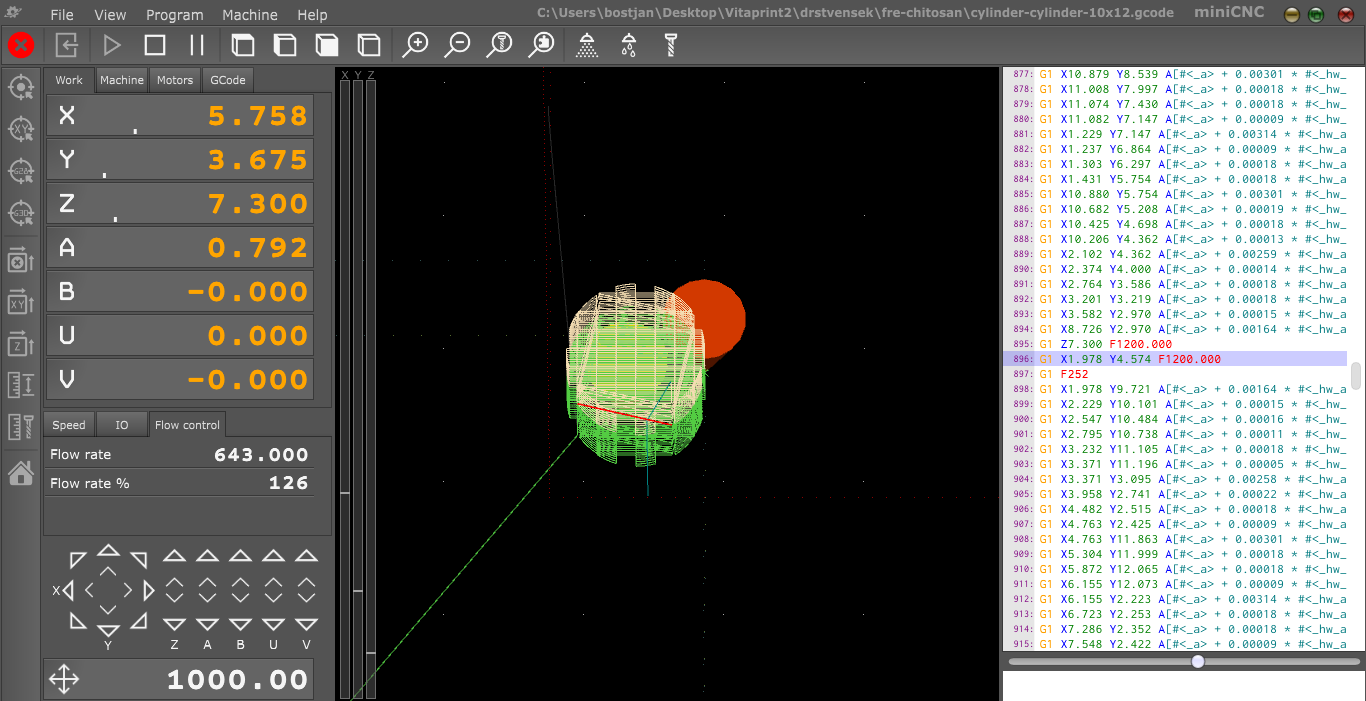 File View Program Machine Help
C:\Users\bostjan\Desktop\Vitaprint2\drstvensek\fre-chitosan\cylinder-cylinder-10x12.gcode miniCNC
Work Machine Motors GCode
X 5.758
Y 3.675
Z 7.300
A 0.792
B -0.000
U 0.000
V -0.000
Speed IO Flow control
Flow rate 643.000
Flow rate % 126
X
Y Z A B U V
1000.00
X Y Z
XY
G28
G30
XY
Z
877: G1 X10.879 Y8.539 A[#<_a> + 0.00301 * #<_hw_
878: G1 X11.008 Y7.997 A[#<_a> + 0.00018 * #<_hw_
879: G1 X11.074 Y7.430 A[#<_a> + 0.00018 * #<_hw_
880: G1 X11.082 Y7.147 A[#<_a> + 0.00009 * #<_hw_
881: G1 X1.229 Y7.147 A[#<_a> + 0.00314 * #<_hw_a
882: G1 X1.237 Y6.864 A[#<_a> + 0.00009 * #<_hw_a
883: G1 X1.303 Y6.297 A[#<_a> + 0.00018 * #<_hw_a
884: G1 X1.431 Y5.754 A[#<_a> + 0.00018 * #<_hw_a
885: G1 X10.880 Y5.754 A[#<_a> + 0.00301 * #<_hw_
886: G1 X10.682 Y5.208 A[#<_a> + 0.00019 * #<_hw_
887: G1 X10.425 Y4.698 A[#<_a> + 0.00018 * #<_hw_
888: G1 X10.206 Y4.362 A[#<_a> + 0.00013 * #<_hw_
889: G1 X2.102 Y4.362 A[#<_a> + 0.00259 * #<_hw_a
890: G1 X2.374 Y4.000 A[#<_a> + 0.00014 * #<_hw_a
891: G1 X2.764 Y3.586 A[#<_a> + 0.00018 * #<_hw_a
892: G1 X3.201 Y3.219 A[#<_a> + 0.00018 * #<_hw_a
893: G1 X3.582 Y2.970 A[#<_a> + 0.00015 * #<_hw_a
894: G1 X8.726 Y2.970 A[#<_a> + 0.00164 * #<_hw_a
895: G1 Z7.300 F1200.000
896: G1 X1.978 Y4.574 F1200.000
897: G1 F252
898: G1 X1.978 Y9.721 A[#<_a> + 0.00164 * #<_hw_a
899: G1 X2.229 Y10.101 A[#<_a> + 0.00015 * #<_hw_
900: G1 X2.547 Y10.484 A[#<_a> + 0.00016 * #<_hw_
901: G1 X2.795 Y10.738 A[#<_a> + 0.00011 * #<_hw_
902: G1 X3.232 Y11.105 A[#<_a> + 0.00018 * #<_hw_
903: G1 X3.371 Y11.196 A[#<_a> + 0.00005 * #<_hw_
904: G1 X3.371 Y3.095 A[#<_a> + 0.00258 * #<_hw_a
905: G1 X3.958 Y2.741 A[#<_a> + 0.00022 * #<_hw_a
906: G1 X4.482 Y2.515 A[#<_a> + 0.00018 * #<_hw_a
907: G1 X4.763 Y2.425 A[#<_a> + 0.00009 * #<_hw_a
908: G1 X4.763 Y11.863 A[#<_a> + 0.00301 * #<_hw_
909: G1 X5.304 Y11.999 A[#<_a> + 0.00018 * #<_hw_
910: G1 X5.872 Y12.065 A[#<_a> + 0.00018 * #<_hw_
911: G1 X6.155 Y12.073 A[#<_a> + 0.00009 * #<_hw_
912: G1 X6.155 Y2.223 A[#<_a> + 0.00314 * #<_hw_a
913: G1 X6.723 Y2.253 A[#<_a> + 0.00018 * #<_hw_a
914: G1 X7.286 Y2.352 A[#<_a> + 0.00018 * #<_hw_a
915: G1 X7.548 Y2.422 A[#<_a> + 0.00009 * #<_hw_a